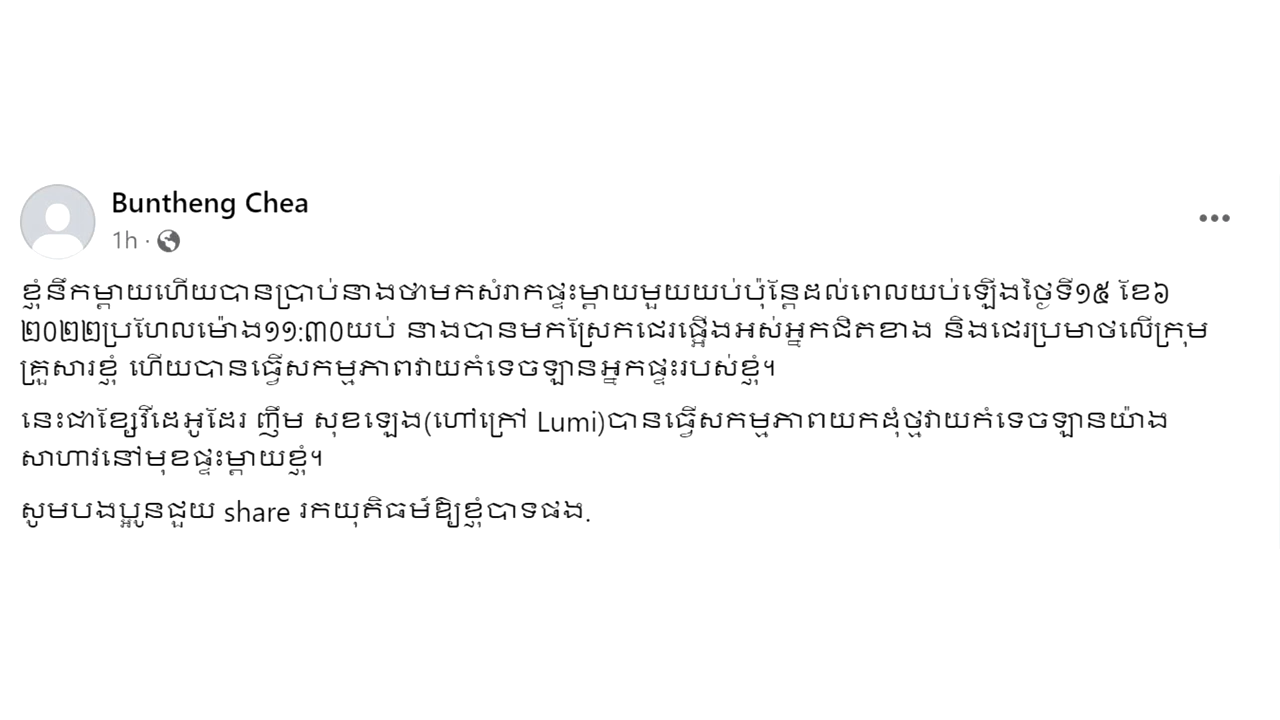 Buntheng Chea
1h ·
ខ្ញុំនឹកម្តាយហើយបានប្រាប់នាងថាមកសំរាកផ្ទះម្តាយមួយយប់ប៉ុន្តែដល់ពេលយប់ឡើងថ្ងៃទី១៥ ខែ៦
២០២២ប្រហែលម៉ោង១១:៣០យប់ នាងបានមកស្រែកជេរផ្អើងអស់អ្នកជិតខាង និងជេរប្រមាថលើក្រុម
គ្រួសារខ្ញុំ ហើយបានធ្វើសកម្មភាពវាយកំទេចឡានអ្នកផ្ទះរបស់ខ្ញុំ។
នេះជាខ្សែវីដេអូដែរ ញឹម សុខឡេង(ហៅក្រៅ Lumi)បានធ្វើសកម្មភាពយកដុំថ្មវាយកំទេចឡានយ៉ាង
សាហាវនៅមុខផ្ទះម្តាយខ្ញុំ។
សូមបងប្អូនជួយ share រកយុតិធម៍ឱ្យខ្ញុំបាទផង.